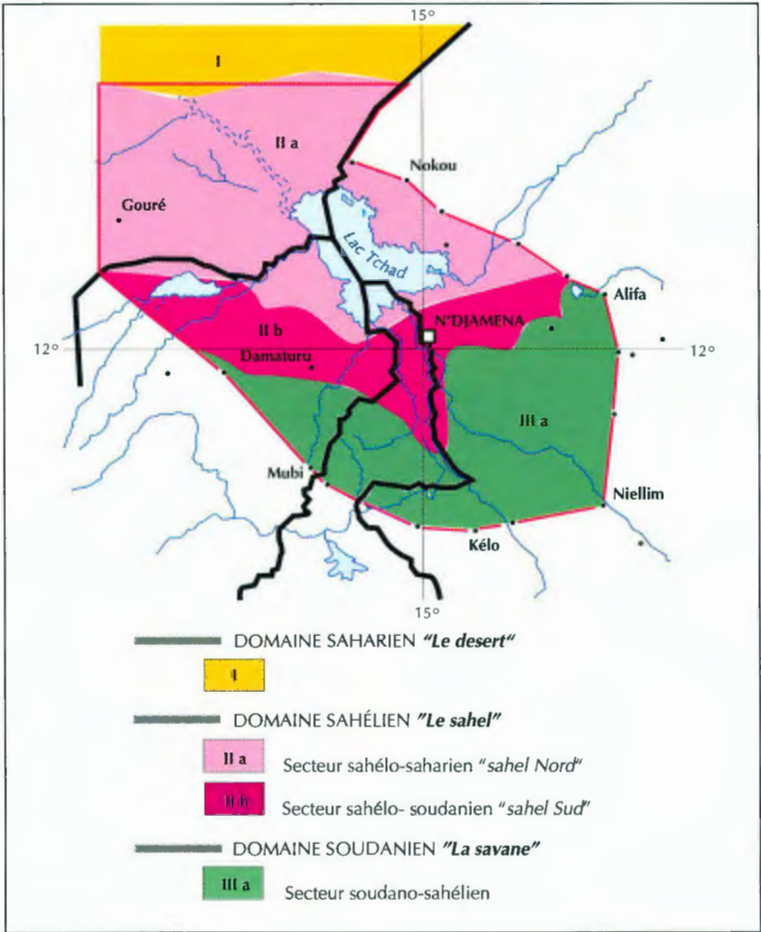 15°
I
II a
Nokou
Gouré
Lac Tchad
Alifa
N'DJAMENA
II b
12°
12°
Damaturu
III a
Mubi
Niellim
Kélo
15°
DOMAINE SAHARIEN "Le desert"
I
DOMAINE SAHÉLIEN "Le sahel"
II a Secteur sahélo-saharien "sahel Nord"
II b Secteur sahélo- soudanien "sahel Sud"
DOMAINE SOUDANIEN "La savane"
III a Secteur soudano-sahélien